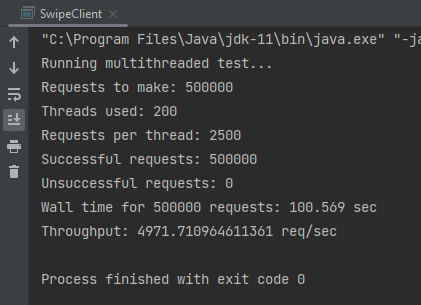 SwipeClient
"C:\Program Files\Java\jdk-11\bin\java.exe" "-ja
Running multithreaded test...
Requests to make: 500000
Threads used: 200
Requests per thread: 2500
Successful requests: 500000
Unsuccessful requests: 0
Wall time for 500000 requests: 100.569 sec
Throughput: 4971.710964611361 req/sec
Process finished with exit code 0